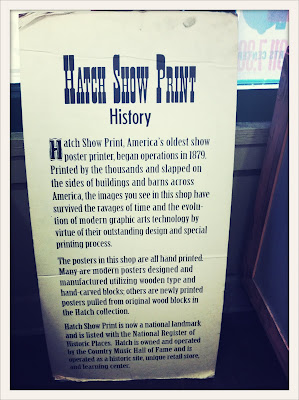 HATCH SHOW PRINT
History
Hatch Show Print, America's oldest show
poster printer, began operations in 1879.
Printed by the thousands and slapped on
the sides of buildings and barns across
America, the images you see in this shop have
survived the ravages of time and the evolu-
tion of modern graphic arts technology by
virtue of their outstanding design and special
printing process.
The posters in this shop are all hand printed.
Many are modern posters designed and
manufactured utilizing wooden type and
hand-carved blocks; others are newly printed
posters pulled from original wood blocks in
the Hatch collection.
Hatch Show Print is now a national landmark
and is listed with the National Register of
Historic Places. Hatch is owned and operated
by the Country Music Hall of Fame and is
operated as a historic site, unique retail store,
and learning center.